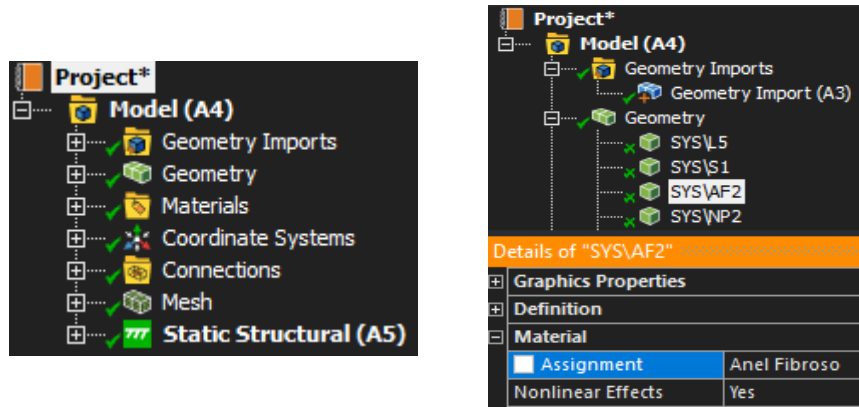 Project*
Model (A4)
Geometry Imports
Geometry
Materials
Coordinate Systems
Connections
Mesh
Static Structural (A5)
Project*
Model (A4)
Geometry Imports
Geometry Import (A3)
Geometry
SYS\L5
SYS\S1
SYS\AF2
SYS\NP2
Details of "SYS\AF2"
Graphics Properties
Definition
Material
Assignment Anel Fibroso
Nonlinear Effects Yes